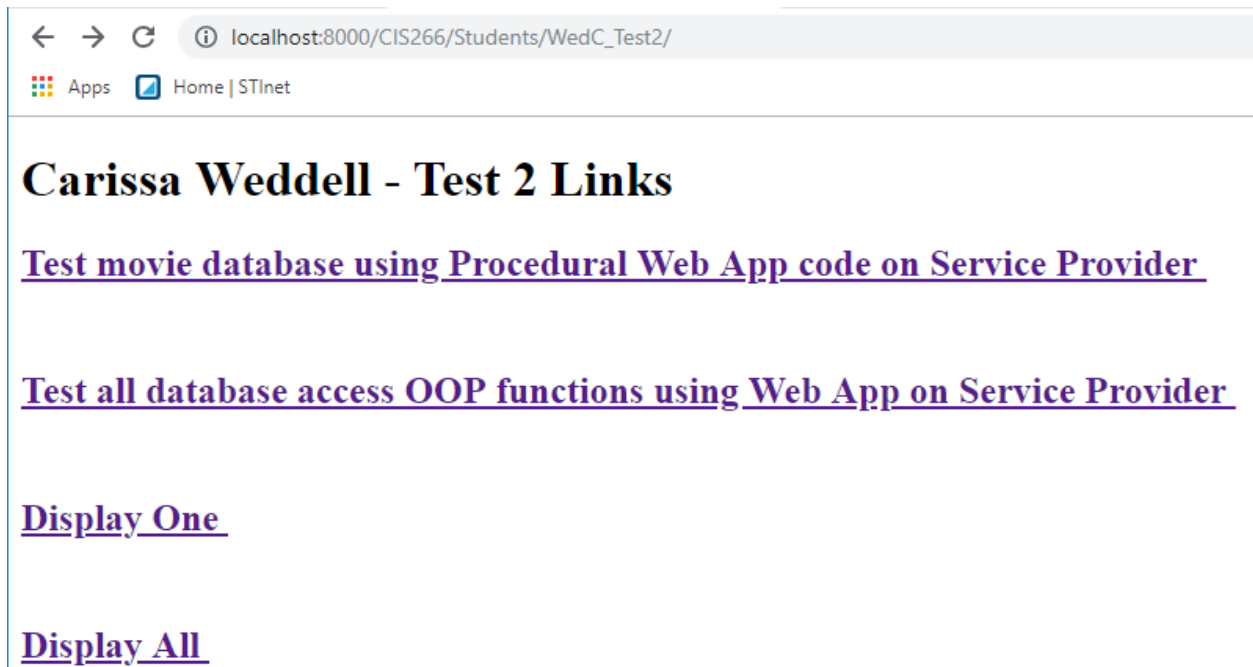 localhost:8000/CIS266/Students/WedC_Test2/
Apps Home | STInet
Carissa Weddell - Test 2 Links
Test movie database using Procedural Web App code on Service Provider
Test all database access OOP functions using Web App on Service Provider
Display One
Display All